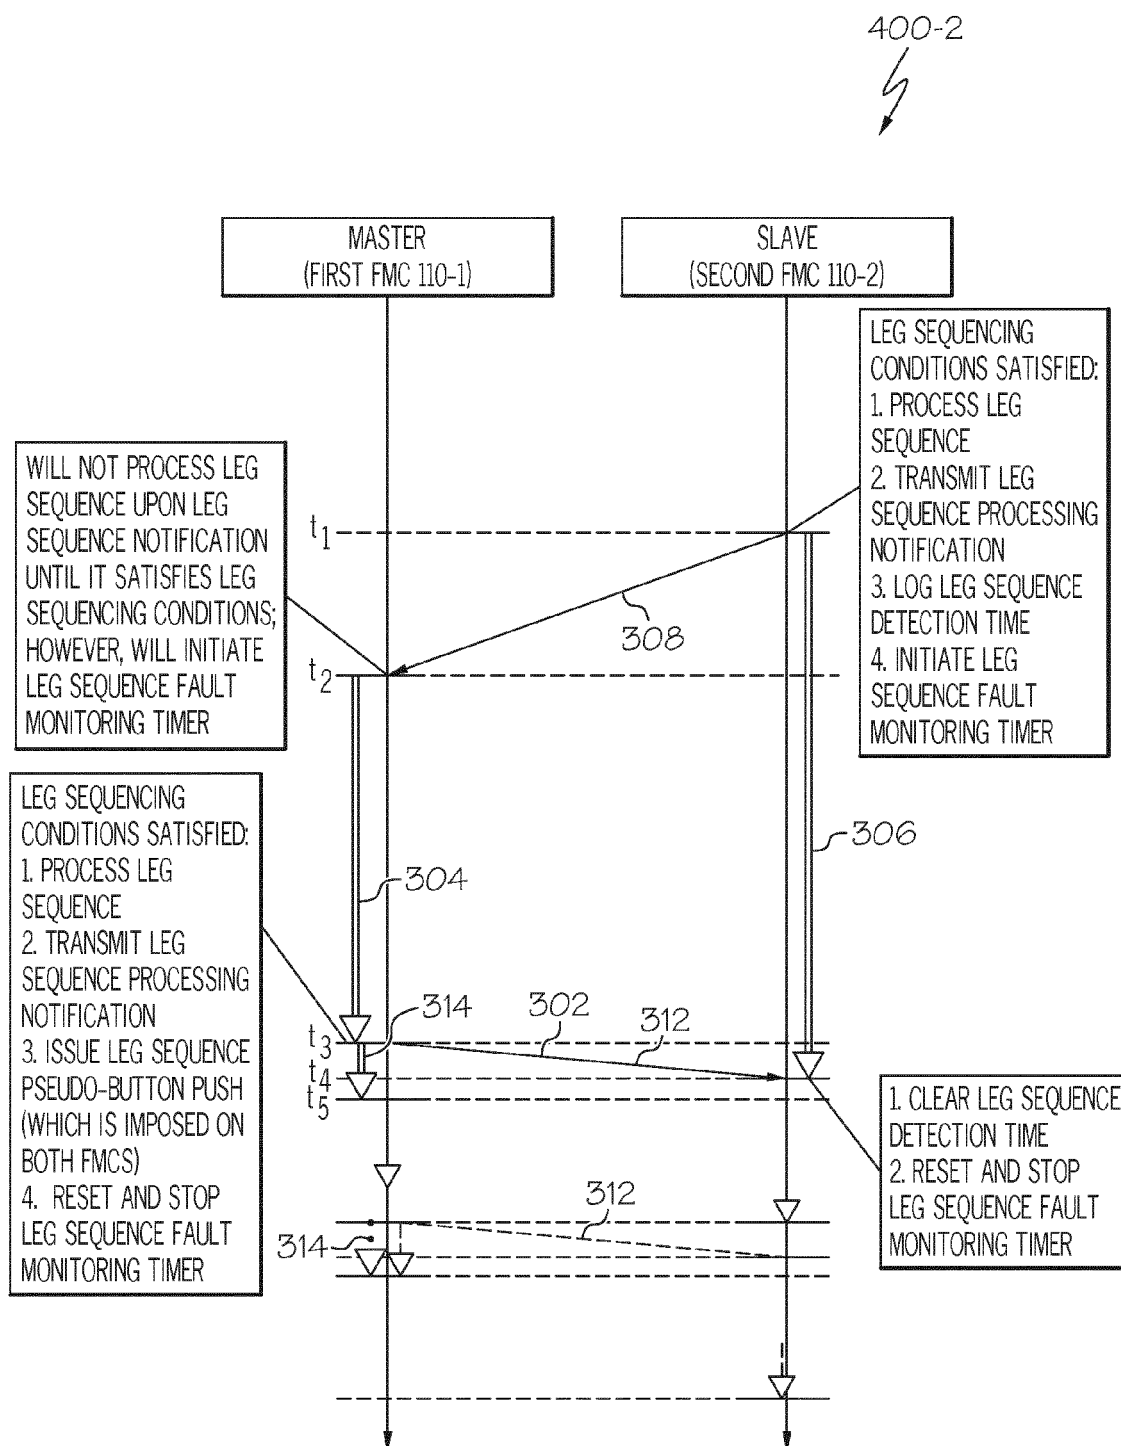 400-2
MASTER
(FIRST FMC 110-1)
SLAVE
(SECOND FMC 110-2)
LEG SEQUENCING
CONDITIONS SATISFIED:
1. PROCESS LEG
SEQUENCE
2. TRANSMIT LEG
SEQUENCE PROCESSING
NOTIFICATION
3. LOG LEG SEQUENCE
DETECTION TIME
4. INITIATE LEG
SEQUENCE FAULT
MONITORING TIMER
WILL NOT PROCESS LEG
SEQUENCE UPON LEG
SEQUENCE NOTIFICATION
UNTIL IT SATISFIES LEG
SEQUENCING CONDITIONS;
HOWEVER, WILL INITIATE
LEG SEQUENCE FAULT
MONITORING TIMER
t1
308
t2
LEG SEQUENCING
CONDITIONS SATISFIED:
1. PROCESS LEG
SEQUENCE
2. TRANSMIT LEG
SEQUENCE PROCESSING
NOTIFICATION
3. ISSUE LEG SEQUENCE
PSEUDO-BUTTON PUSH
(WHICH IS IMPOSED ON
BOTH FMCS)
4. RESET AND STOP
LEG SEQUENCE FAULT
MONITORING TIMER
306
304
314
302
312
t3
t4
t5
1. CLEAR LEG SEQUENCE
DETECTION TIME
2. RESET AND STOP
LEG SEQUENCE FAULT
MONITORING TIMER
312
314